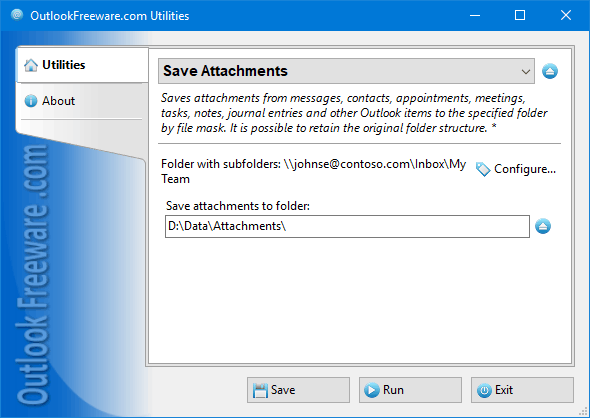 OutlookFreeware.com Utilities
Utilities
About
Save Attachments
Saves attachments from messages, contacts, appointments, meetings,
tasks, notes, journal entries and other Outlook items to the specified folder
by file mask. It is possible to retain the original folder structure. *
Folder with subfolders: \\johnse@contoso.com\Inbox\My
Team
Configure...
Save attachments to folder:
D:\Data\Attachments\
Outlook Freeware .com
Save
Run
Exit